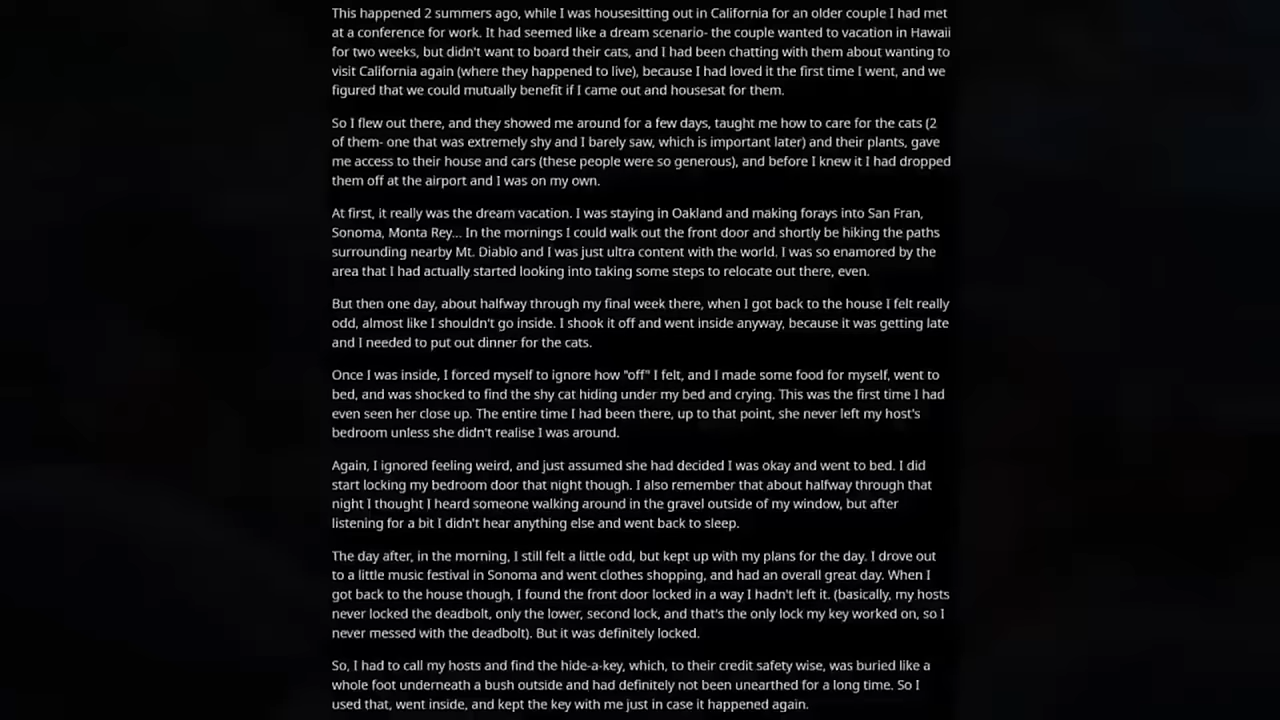 This happened 2 summers ago, while I was housesitting out in California for an older couple I had met
at a conference for work. It had seemed like a dream scenario- the couple wanted to vacation in Hawaii
for two weeks, but didn't want to board their cats, and I had been chatting with them about wanting to
visit California again (where they happened to live), because I had loved it the first time I went, and we
figured that we could mutually benefit if I came out and housesat for them.
So I flew out there, and they showed me around for a few days, taught me how to care for the cats (2
of them- one that was extremely shy and I barely saw, which is important later) and their plants, gave
me access to their house and cars (these people were so generous), and before I knew it I had dropped
them off at the airport and I was on my own.
At first, it really was the dream vacation. I was staying in Oakland and making forays into San Fran,
Sonoma, Monta Rey... In the mornings I could walk out the front door and shortly be hiking the paths
surrounding nearby Mt. Diablo and I was just ultra content with the world. I was so enamored by the
area that I had actually started looking into taking some steps to relocate out there, even.
But then one day, about halfway through my final week there, when I got back to the house I felt really
odd, almost like I shouldn't go inside. I shook it off and went inside anyway, because it was getting late
and I needed to put out dinner for the cats.
Once I was inside, I forced myself to ignore how "off" I felt, and I made some food for myself, went to
bed, and was shocked to find the shy cat hiding under my bed and crying. This was the first time I had
even seen her close up. The entire time I had been there, up to that point, she never left my host's
bedroom unless she didn't realise I was around.
Again, I ignored feeling weird, and just assumed she had decided I was okay and went to bed. I did
start locking my bedroom door that night though. I also remember that about halfway through that
night I thought I heard someone walking around in the gravel outside of my window, but after
listening for a bit I didn't hear anything else and went back to sleep.
The day after, in the morning, I still felt a little odd, but kept up with my plans for the day. I drove out
to a little music festival in Sonoma and went clothes shopping, and had an overall great day. When I
got back to the house though, I found the front door locked in a way I hadn't left it. (basically, my hosts
never locked the deadbolt, only the lower, second lock, and that's the only lock my key worked on, so I
never messed with the deadbolt). But it was definitely locked.
So, I had to call my hosts and find the hide-a-key, which, to their credit safety wise, was buried like a
whole foot underneath a bush outside and had definitely not been unearthed for a long time. So I
used that, went inside, and kept the key with me just in case it happened again.